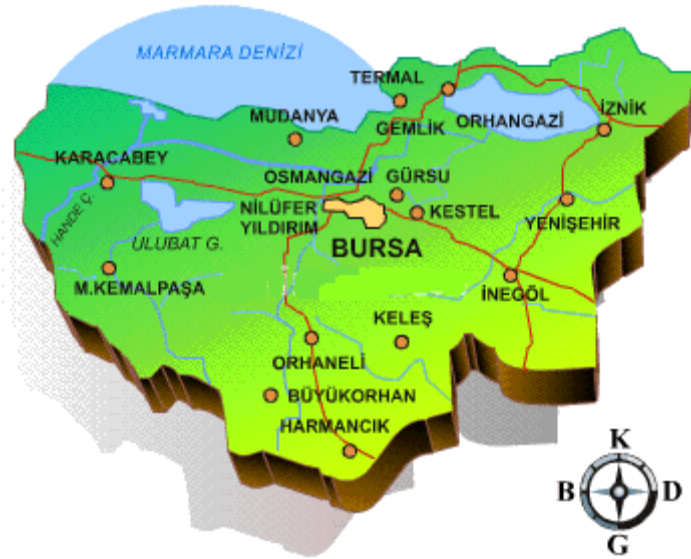 MARMARA DENİZİ
TERMAL
MUDANYA
GEMLİK
ORHANGAZİ
İZNİK
KARACABEY
OSMANGAZİ
GÜRSU
NİLÜFER
YILDIRIM
KESTEL
YENİŞEHİR
HANDE Ç.
ULUBAT G.
BURSA
M.KEMALPAŞA
İNEGÖL
KELEŞ
ORHANELİ
BÜYÜKORHAN
HARMANCIK
K
B
D
G